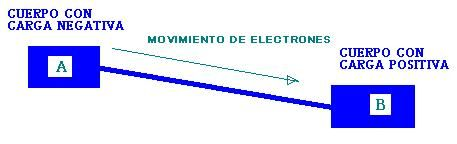 CUERPO CON
CARGA NEGATIVA
MOVIMIENTO DE ELECTRONES
CUERPO CON
CARGA POSITIVA
A
B